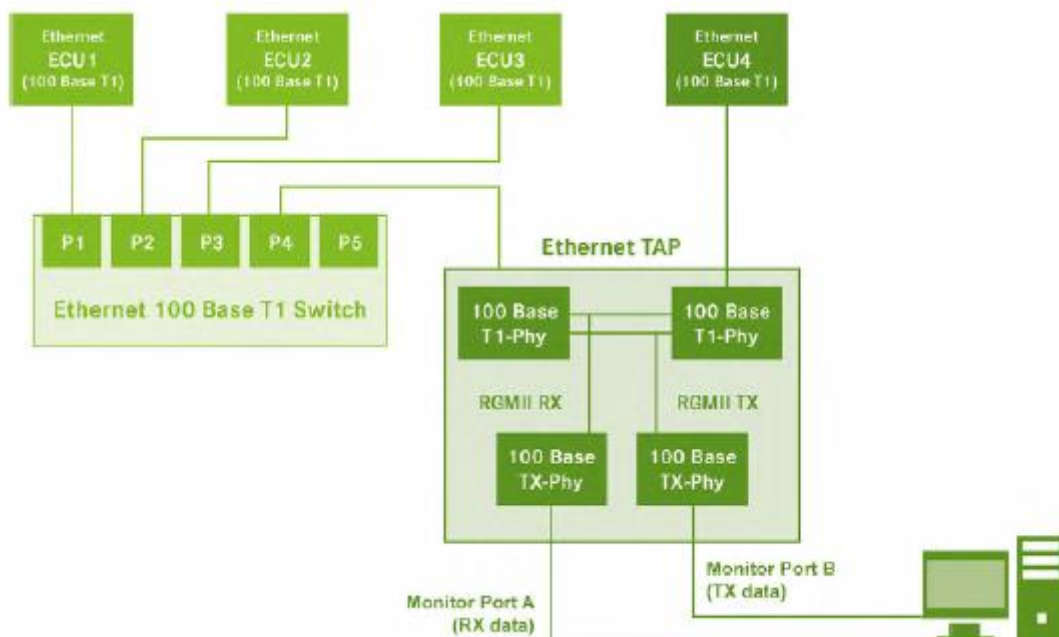 Ethernet
ECU1
(100 Base T1)
Ethernet
ECU2
(100 Base T1)
Ethernet
ECU3
(100 Base T1)
Ethernet
ECU4
(100 Base T1)
P1
P2
P3
P4
P5
Ethernet 100 Base T1 Switch
Ethernet TAP
100 Base
T1-Phy
100 Base
T1-Phy
RGMII RX
RGMII TX
100 Base
TX-Phy
100 Base
TX-Phy
Monitor Port B
(TX data)
Monitor Port A
(RX data)